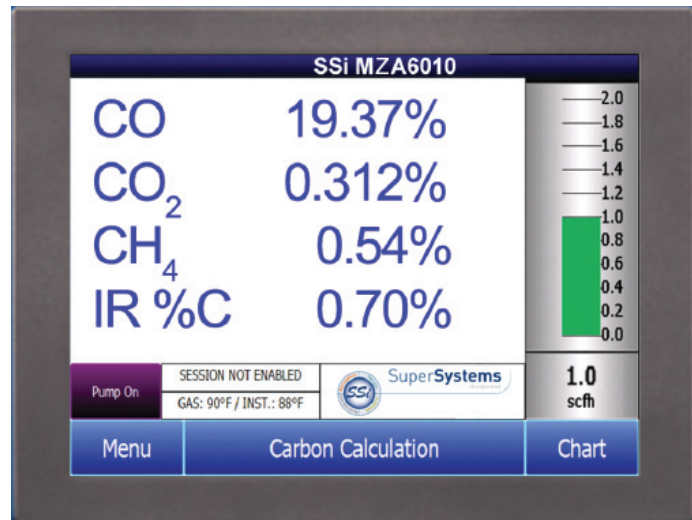 SSi MZA6010
CO 19.37%
CO₂ 0.312%
CH₄ 0.54%
IR %C 0.70%
2.0
1.8
1.6
1.4
1.2
1.0
0.8
0.6
0.4
0.2
0.0
Pump On
SESSION NOT ENABLED
GAS: 90°F / INST.: 88°F
SSi
SuperSystems
1.0
scfh
Menu
Carbon Calculation
Chart